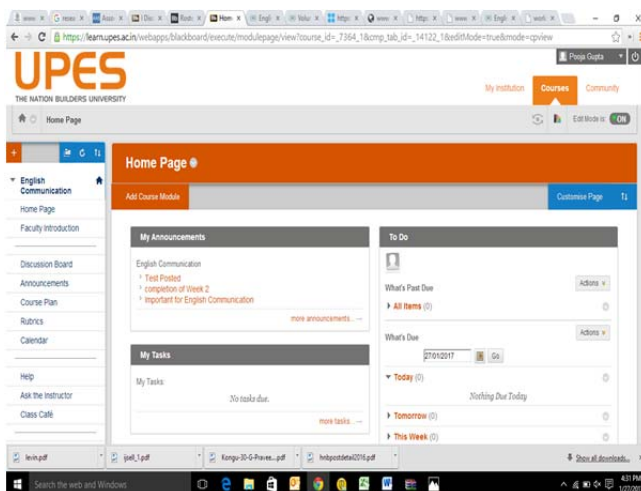 https://learn.upes.ac.in/webapps/blackboard/execute/modulepage/view?course_id=_7364_1&cmp_tab_id=_14122_1&editMode=true&mode=cpview
Pooja Gupta
UPES
THE NATION BUILDERS UNIVERSITY
My Institution
Courses
Community
Home Page
Edit Mode is: ON
English Communication
Home Page
Faculty Introduction
Discussion Board
Announcements
Course Plan
Rubrics
Calendar
Help
Ask the Instructor
Class Café
Home Page
Add Course Module
Customise Page
My Announcements
English Communication
Test Posted
completion of Week 2
Important for English Communication
more announcements...
My Tasks
My Tasks:
No tasks due.
more tasks...
To Do
What's Past Due
Actions
All Items (0)
What's Due
Actions
27/01/2017
Go
Today (0)
Nothing Due Today
Tomorrow (0)
This Week (0)
levin.pdf
ijsell_1.pdf
Kongu-30-G-Pravee....pdf
hnbpostdetail2016.pdf
Show all downloads...
Search the web and Windows
4:31 PM